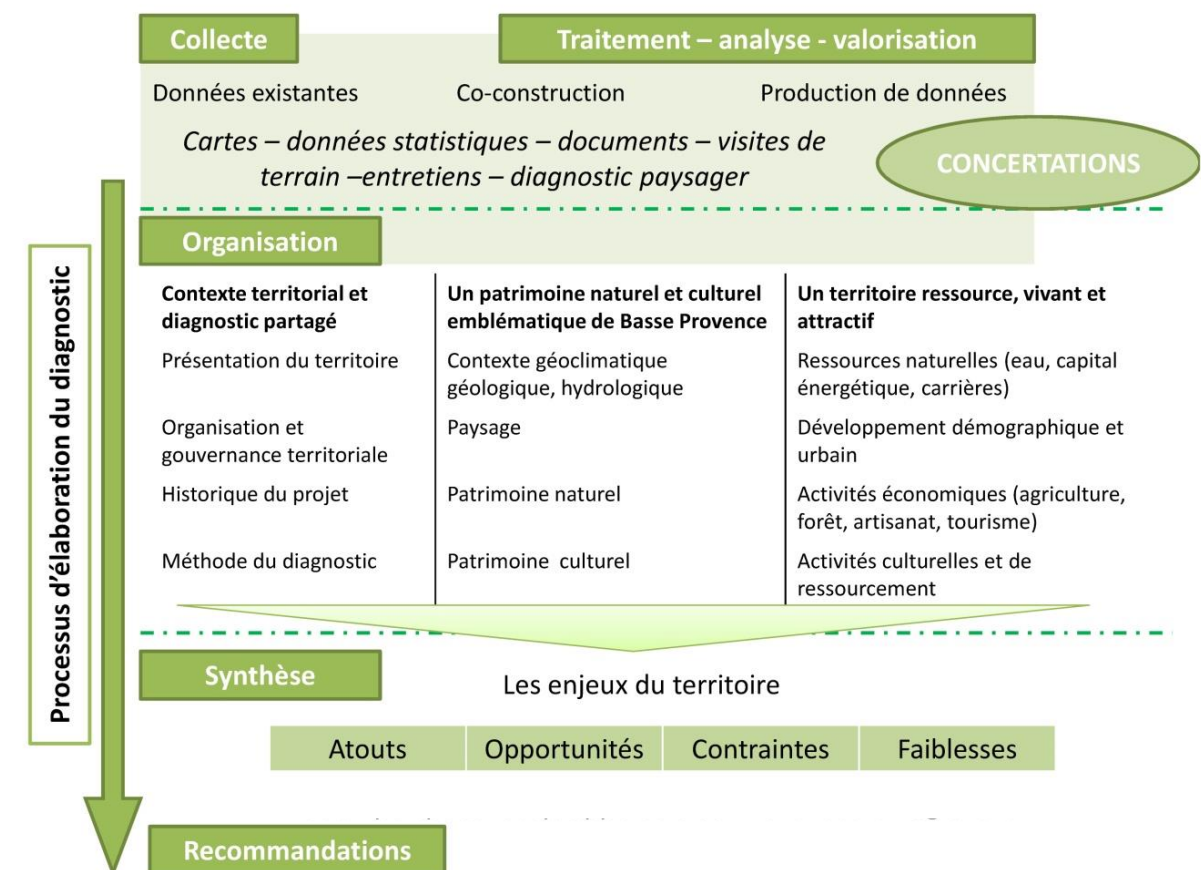 Collecte
Traitement – analyse - valorisation
Données existantes
Co-construction
Production de données
Cartes – données statistiques – documents – visites de
terrain –entretiens – diagnostic paysager
CONCERTATIONS
Processus d'élaboration du diagnostic
Organisation
Contexte territorial et
diagnostic partagé
Présentation du territoire
Organisation et
gouvernance territoriale
Historique du projet
Méthode du diagnostic
Un patrimoine naturel et culturel
emblématique de Basse Provence
Contexte géoclimatique
géologique, hydrologique
Paysage
Patrimoine naturel
Patrimoine culturel
Un territoire ressource, vivant et
attractif
Ressources naturelles (eau, capital
énergétique, carrières)
Développement démographique et
urbain
Activités économiques (agriculture,
forêt, artisanat, tourisme)
Activités culturelles et de
ressourcement
Synthèse
Les enjeux du territoire
Atouts
Opportunités
Contraintes
Faiblesses
Recommandations